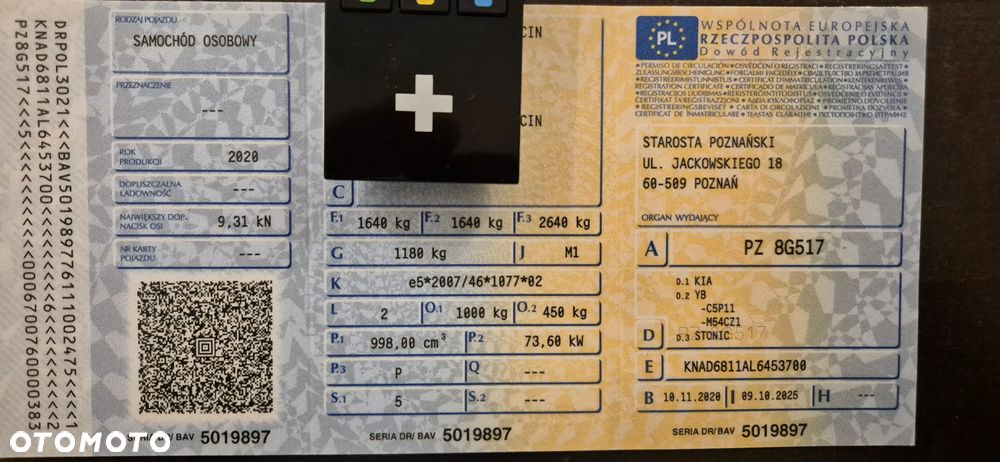 DRPOL3021<<BAV5019897761110024 75<<<<1
KNAD6811AL6453700<<<<<<<<<<<6<<<<<<2
PZ8G517<<<5<<<<<<<<<<<0006700760000383
RODZAJ POJAZDU
SAMOCHÓD OSOBOWY
PRZEZNACZENIE
---
ROK PRODUKCJI 2020
DOPUSZCZALNA ŁADOWNOŚĆ ---
NAJWIĘKSZY DOP. NACISK OSI 9,31 kN
NR KARTY POJAZDU ---
SERIA DR/ BAV 5019897
OTOMOTO
CIN
CIN
C
F.1 1640 kg F.2 1640 kg F.3 2640 kg
G 1180 kg J M1
K e5*2007/46*1077*02
L 2 O.1 1000 kg O.2 450 kg
P.1 998,00 cm³ P.2 73,60 kW
P.3 P Q ---
S.1 5 S.2 ---
SERIA DR/ BAV 5019897
PL
WSPÓLNOTA EUROPEJSKA
RZECZPOSPOLITA POLSKA
Dowód Rejestracyjny
STAROSTA POZNAŃSKI
UL. JACKOWSKIEGO 18
60-509 POZNAŃ
ORGAN WYDAJĄCY
A PZ 8G517
D.1 KIA
D.2 YB
-C5P11
-M54CZ1
D D.3 STONIC
E KNAD6811AL6453700
B 10.11.2020 I 09.10.2025 H ---
SERIA DR/ BAV 5019897